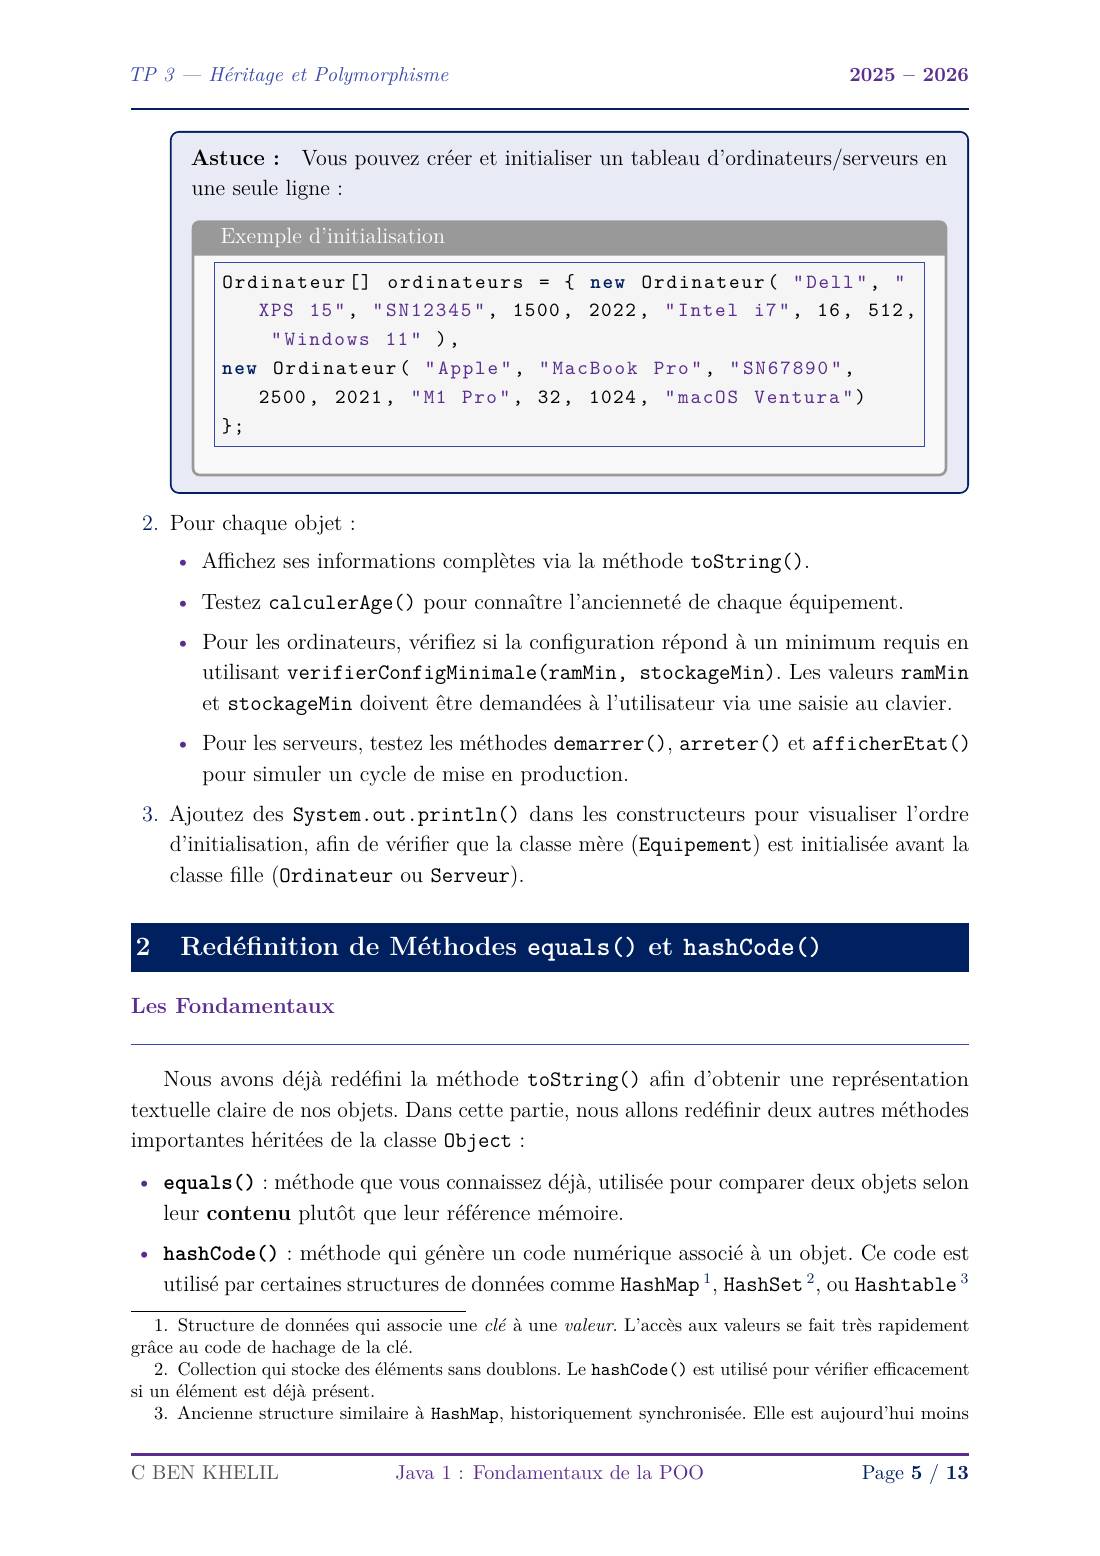 TP 3 — Héritage et Polymorphisme 2025 – 2026
Astuce : Vous pouvez créer et initialiser un tableau d'ordinateurs/serveurs en
une seule ligne :
Exemple d'initialisation
Ordinateur[] ordinateurs = { new Ordinateur( "Dell", "
XPS 15", "SN12345", 1500, 2022, "Intel i7", 16, 512,
"Windows 11" ),
new Ordinateur( "Apple", "MacBook Pro", "SN67890",
2500, 2021, "M1 Pro", 32, 1024, "macOS Ventura")
};
2. Pour chaque objet :
• Affichez ses informations complètes via la méthode toString().
• Testez calculerAge() pour connaître l'ancienneté de chaque équipement.
• Pour les ordinateurs, vérifiez si la configuration répond à un minimum requis en
utilisant verifierConfigMinimale(ramMin, stockageMin). Les valeurs ramMin
et stockageMin doivent être demandées à l'utilisateur via une saisie au clavier.
• Pour les serveurs, testez les méthodes demarrer(), arreter() et afficherEtat()
pour simuler un cycle de mise en production.
3. Ajoutez des System.out.println() dans les constructeurs pour visualiser l'ordre
d'initialisation, afin de vérifier que la classe mère (Equipement) est initialisée avant la
classe fille (Ordinateur ou Serveur).
2 Redéfinition de Méthodes equals() et hashCode()
Les Fondamentaux
Nous avons déjà redéfini la méthode toString() afin d'obtenir une représentation
textuelle claire de nos objets. Dans cette partie, nous allons redéfinir deux autres méthodes
importantes héritées de la classe Object :
• equals() : méthode que vous connaissez déjà, utilisée pour comparer deux objets selon
leur contenu plutôt que leur référence mémoire.
• hashCode() : méthode qui génère un code numérique associé à un objet. Ce code est
utilisé par certaines structures de données comme HashMap 1, HashSet 2, ou Hashtable 3
1. Structure de données qui associe une clé à une valeur. L'accès aux valeurs se fait très rapidement
grâce au code de hachage de la clé.
2. Collection qui stocke des éléments sans doublons. Le hashCode() est utilisé pour vérifier efficacement
si un élément est déjà présent.
3. Ancienne structure similaire à HashMap, historiquement synchronisée. Elle est aujourd'hui moins
C BEN KHELIL Java 1 : Fondamentaux de la POO Page 5 / 13